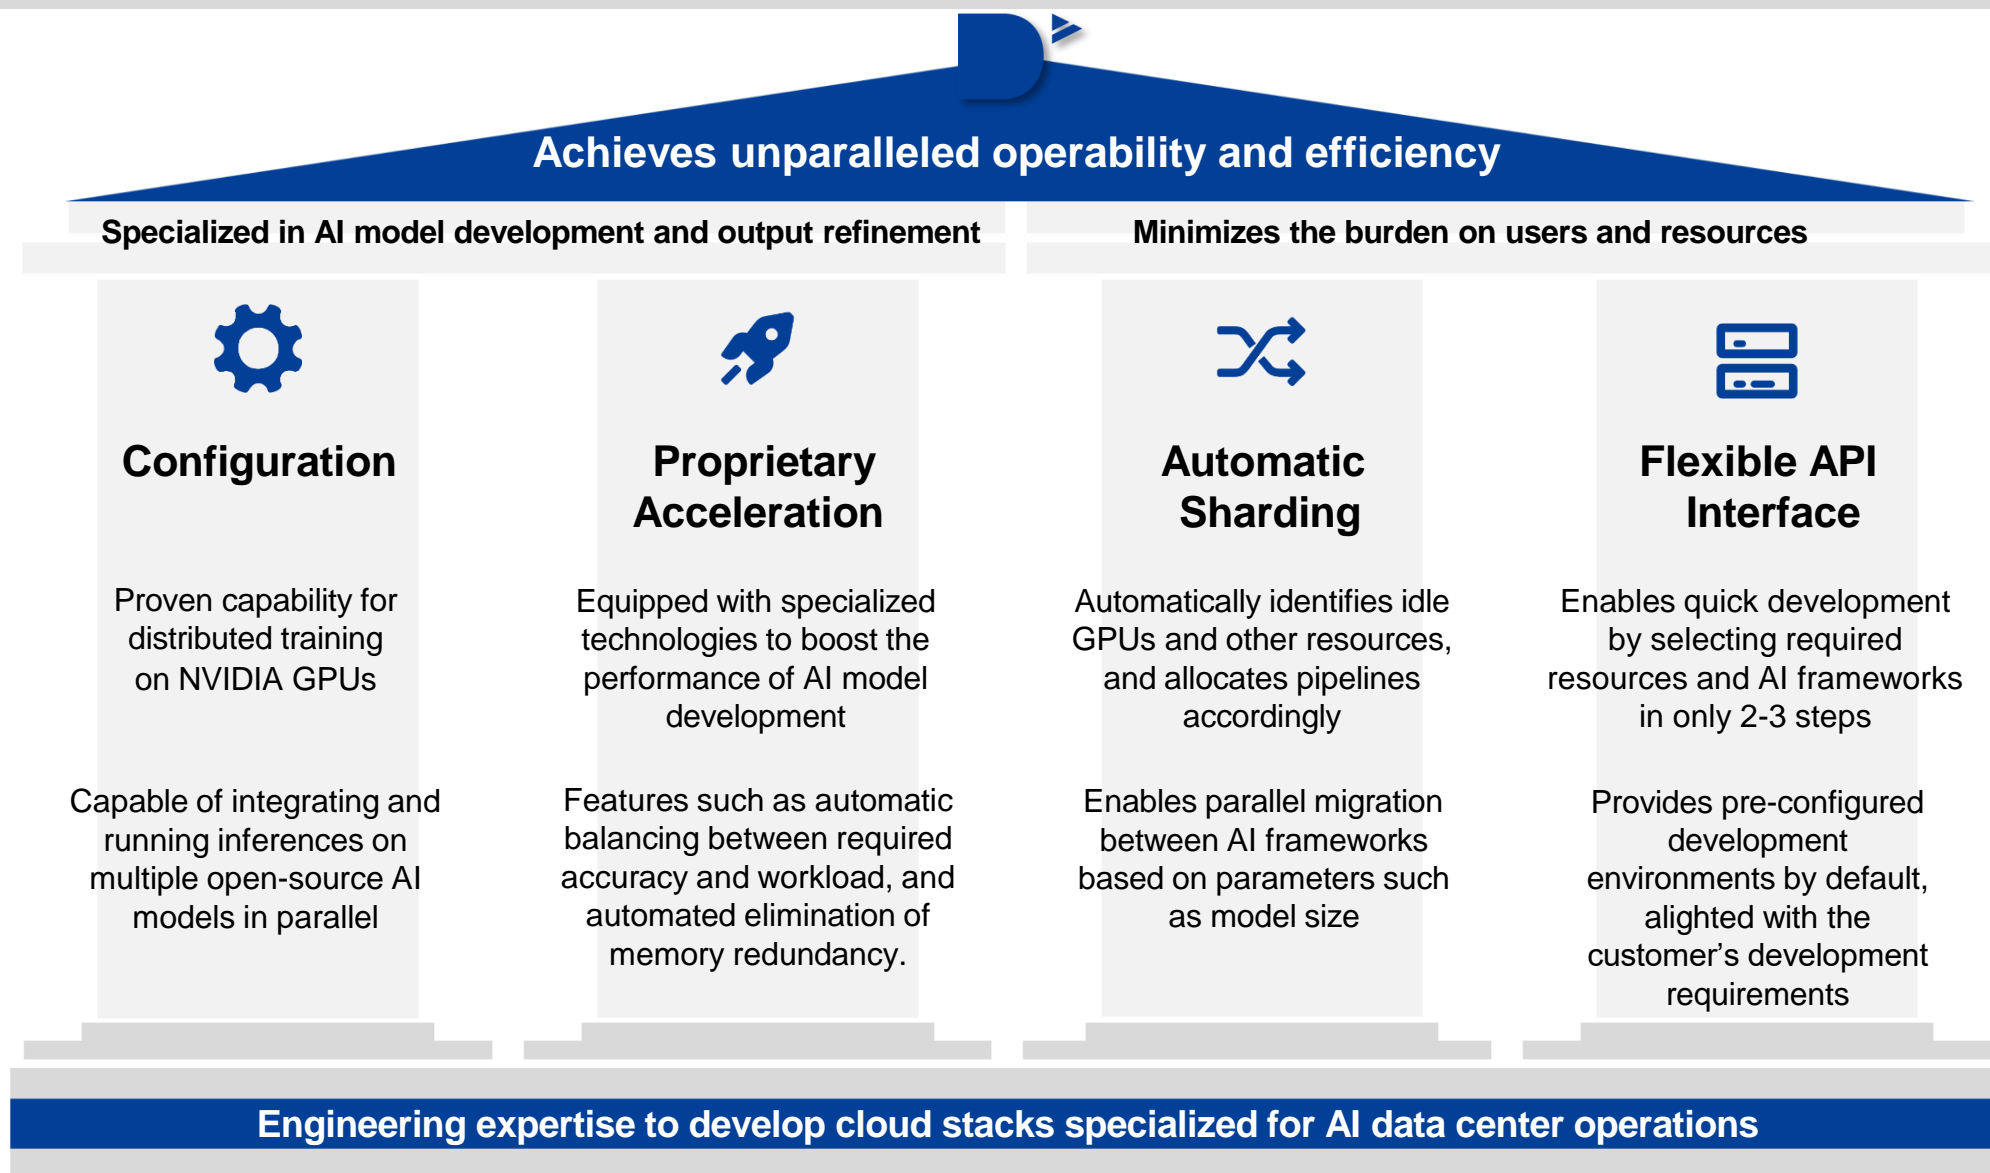 Achieves unparalleled operability and efficiency
Specialized in AI model development and output refinement
Minimizes the burden on users and resources
Configuration
Proven capability for
distributed training
on NVIDIA GPUs
Capable of integrating and
running inferences on
multiple open-source AI
models in parallel
Proprietary
Acceleration
Equipped with specialized
technologies to boost the
performance of AI model
development
Features such as automatic
balancing between required
accuracy and workload, and
automated elimination of
memory redundancy.
Automatic
Sharding
Automatically identifies idle
GPUs and other resources,
and allocates pipelines
accordingly
Enables parallel migration
between AI frameworks
based on parameters such
as model size
Flexible API
Interface
Enables quick development
by selecting required
resources and AI frameworks
in only 2-3 steps
Provides pre-configured
development
environments by default,
alighted with the
customer’s development
requirements
Engineering expertise to develop cloud stacks specialized for AI data center operations